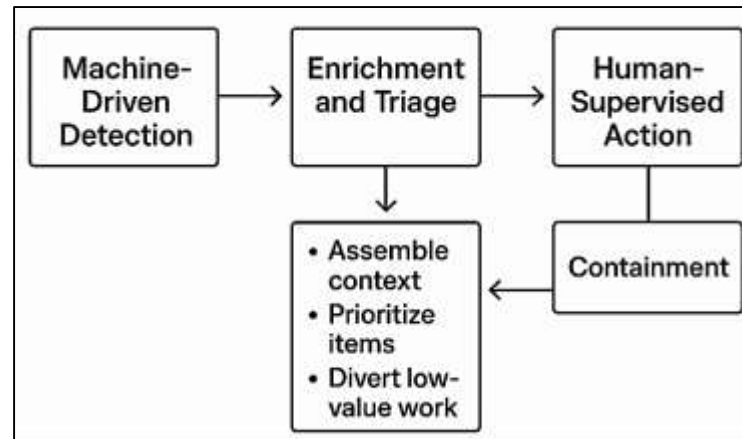 Machine-
Driven
Detection
Enrichment
and Triage
Human-
Supervised
Action
• Assemble
context
• Prioritize
items
• Divert low-
value work
Containment